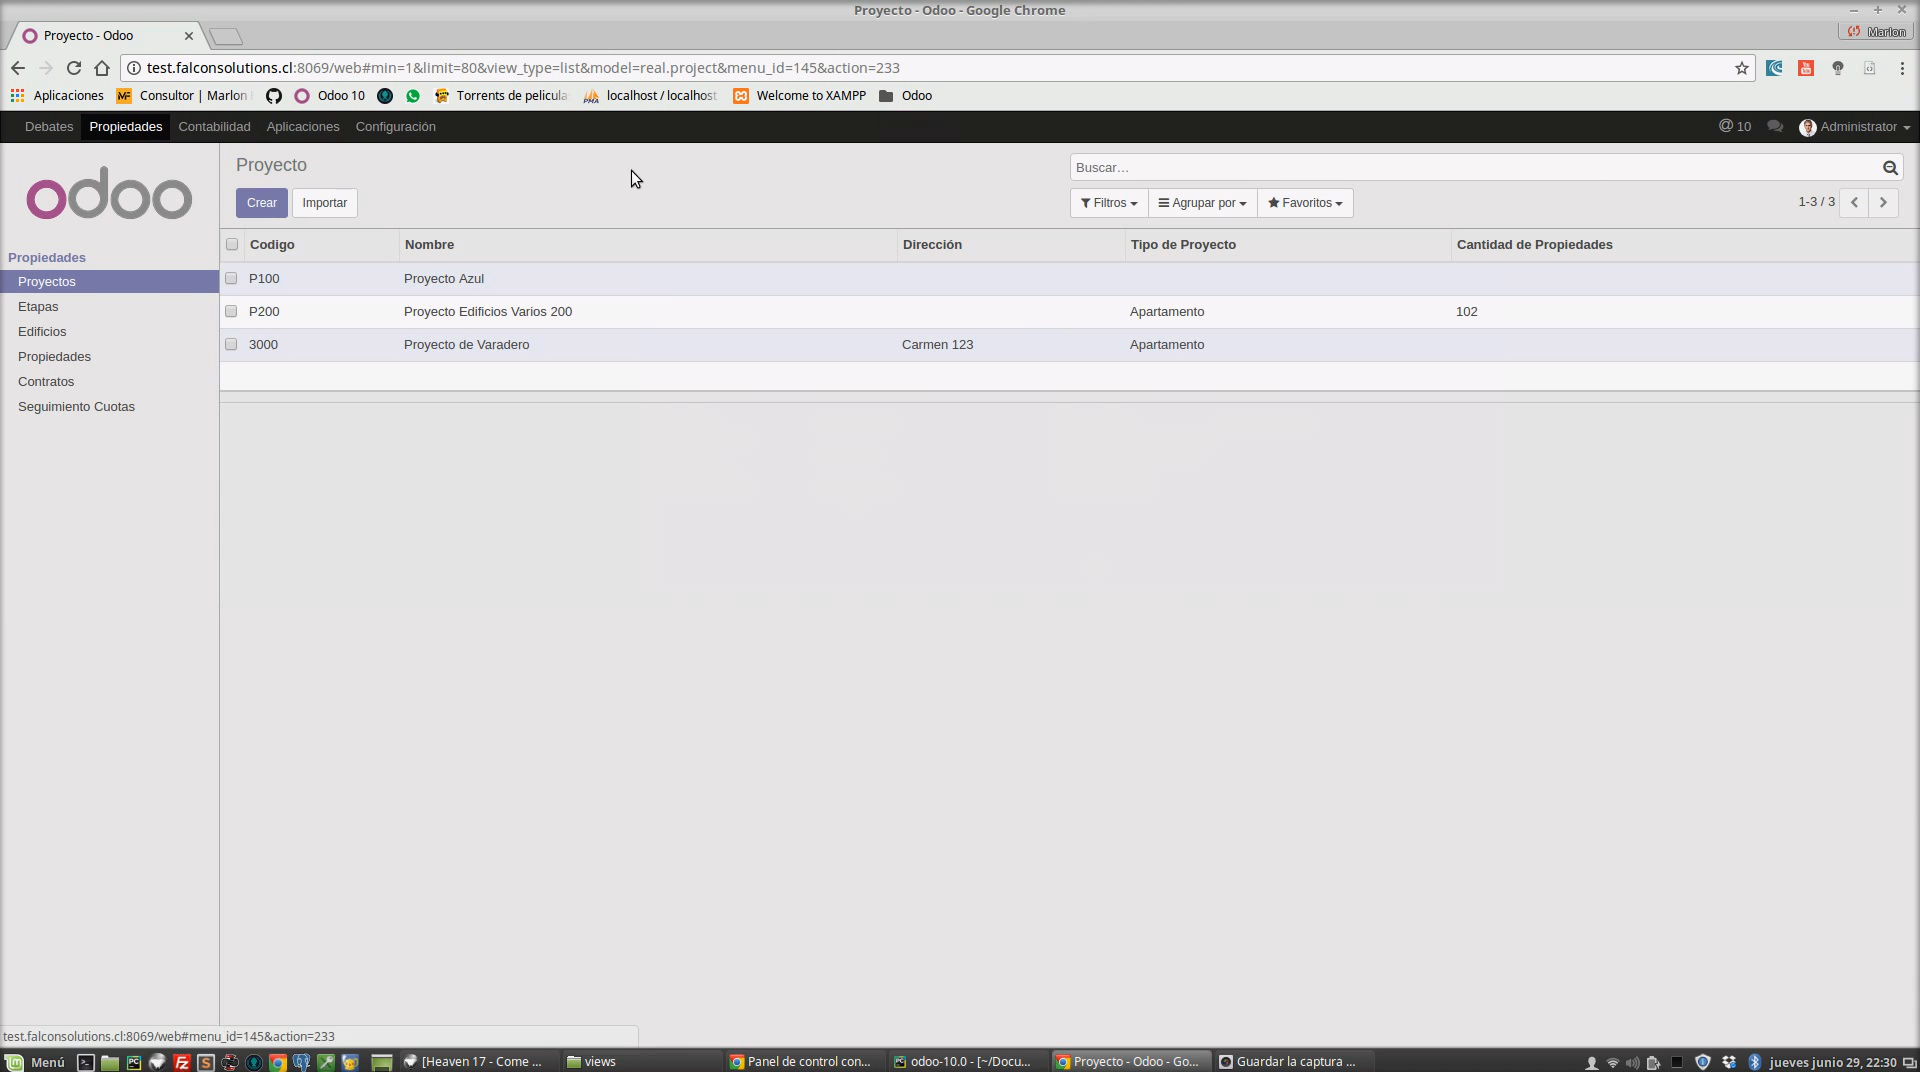 Proyecto - Odoo - Google Chrome
Proyecto - Odoo
Marlon
test.falconsolutions.cl:8069/web#min=1&limit=80&view_type=list&model=real.project&menu_id=145&action=233
Aplicaciones
Consultor | Marlon
Odoo 10
Torrents de pelicula
localhost / localhost
Welcome to XAMPP
Odoo
Debates Propiedades Contabilidad Aplicaciones Configuración
@ 10
Administrator
odoo
Propiedades
Proyectos
Etapas
Edificios
Propiedades
Contratos
Seguimiento Cuotas
Proyecto
Buscar...
Crear Importar
Filtros Agrupar por Favoritos
1-3 / 3
Codigo Nombre Dirección Tipo de Proyecto Cantidad de Propiedades
P100 Proyecto Azul
P200 Proyecto Edificios Varios 200 Apartamento 102
3000 Proyecto de Varadero Carmen 123 Apartamento
test.falconsolutions.cl:8069/web#menu_id=145&action=233
Menú
[Heaven 17 - Come ...
views
Panel de control con...
odoo-10.0 - [~/Docu...
Proyecto - Odoo - Go...
Guardar la captura ...
jueves junio 29, 22:30